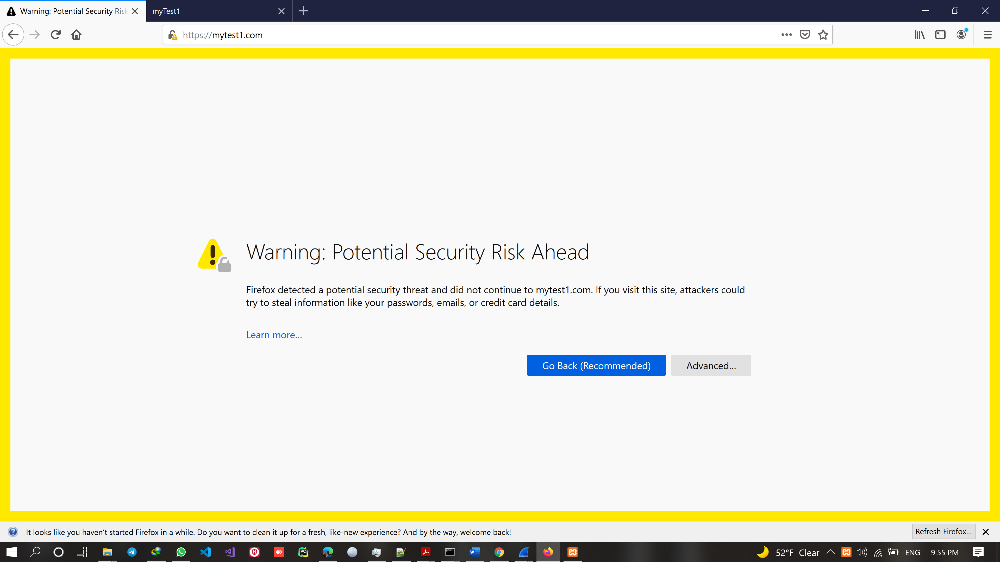 Warning: Potential Security Risk
myTest1
https://mytest1.com
Warning: Potential Security Risk Ahead
Firefox detected a potential security threat and did not continue to mytest1.com. If you visit this site, attackers could
try to steal information like your passwords, emails, or credit card details.
Learn more...
Go Back (Recommended)
Advanced...
It looks like you haven’t started Firefox in a while. Do you want to clean it up for a fresh, like-new experience? And by the way, welcome back!
Refresh Firefox...
PC
W
52°F Clear
ENG
9:55 PM